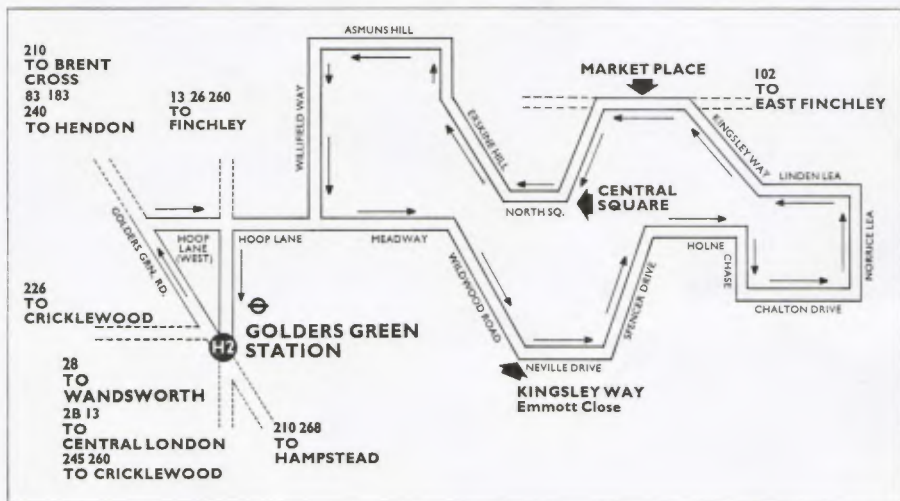 ASMUNS HILL
210
TO BRENT
CROSS
83 183
240
TO HENDON
13 26 260
TO
FINCHLEY
WILLIFIELD WAY
ERSKINE HILL
MARKET PLACE
102
TO
EAST FINCHLEY
KINGSLEY WAY
LINDEN LEA
NORRICE LEA
CENTRAL
SQUARE
NORTH SQ.
GOLDERS GRN. RD.
HOOP
LANE
(WEST)
HOOP LANE
MEADWAY
WILDWOOD ROAD
SPENCER DRIVE
HOLNE
CHASE
CHALTON DRIVE
226
TO
CRICKLEWOOD
H2
GOLDERS GREEN
STATION
NEVILLE DRIVE
KINGSLEY WAY
Emmott Close
28
TO
WANDSWORTH
2B 13
TO
CENTRAL LONDON
245 260
TO CRICKLEWOOD
210 268
TO
HAMPSTEAD